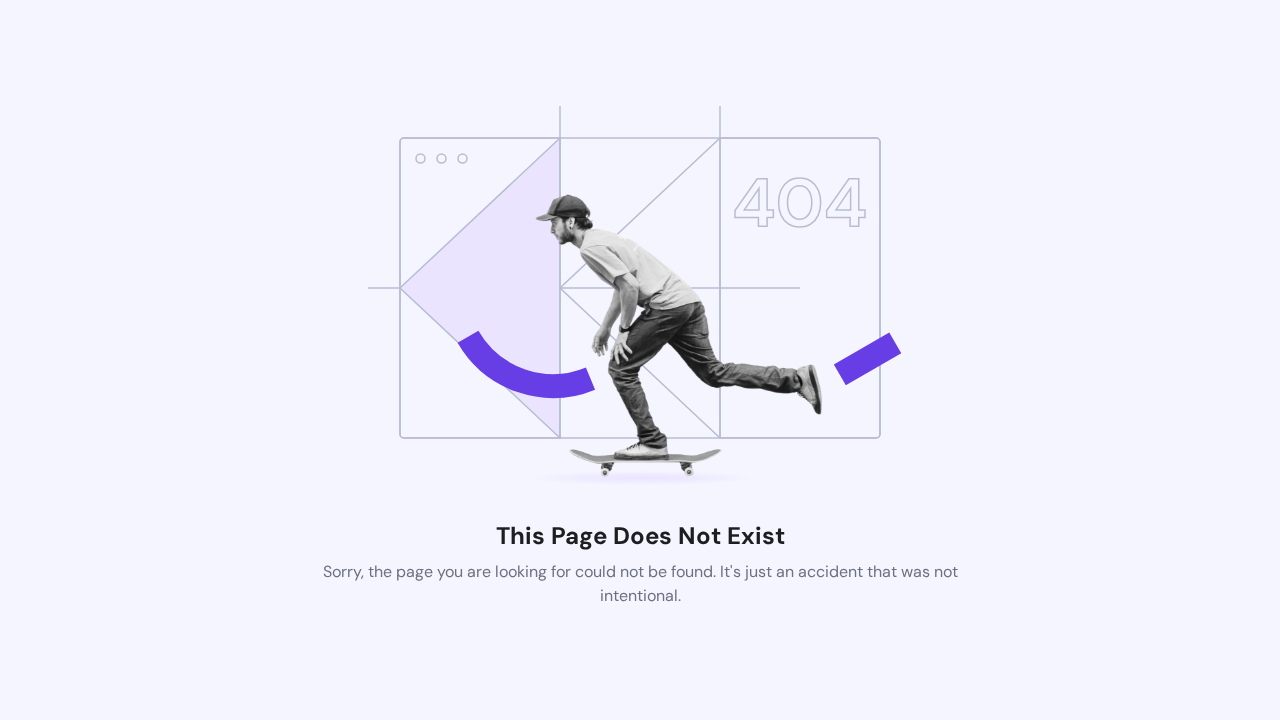 404
This Page Does Not Exist
Sorry, the page you are looking for could not be found. It's just an accident that was not
intentional.